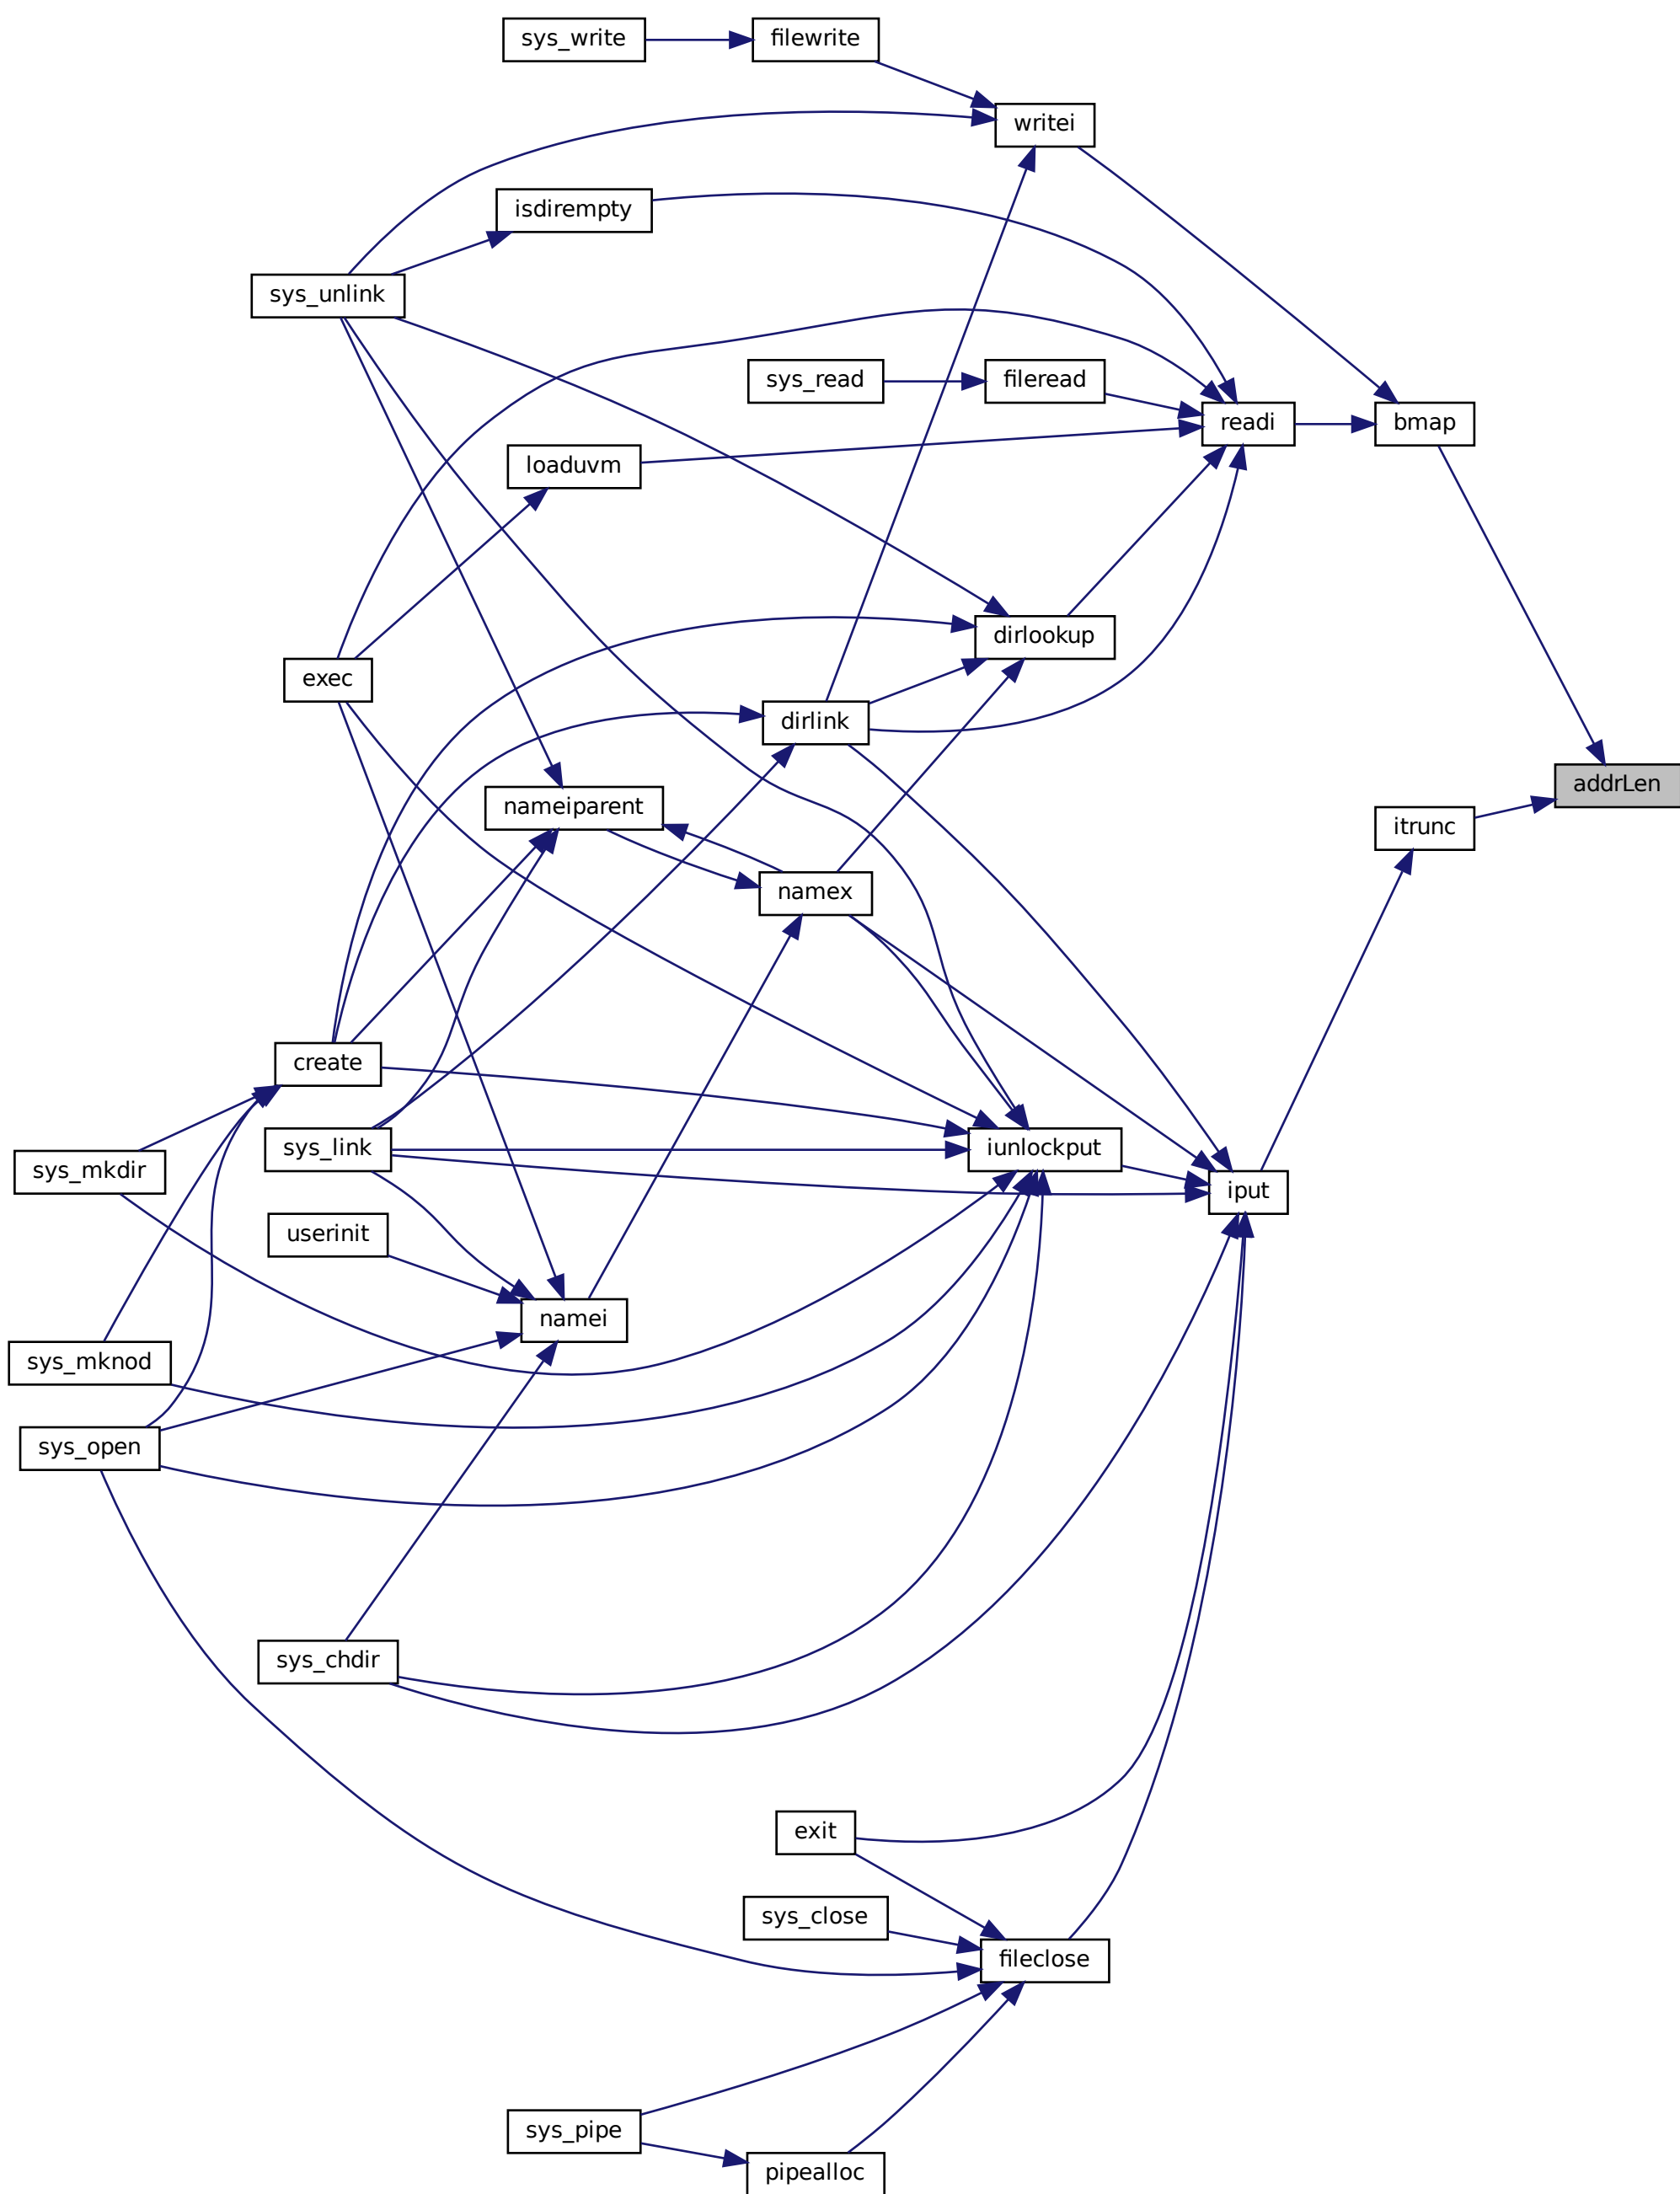 sys_write
filewrite
writei
isdirempty
sys_unlink
sys_read
fileread
readi
bmap
loaduvm
dirlookup
exec
dirlink
addrLen
nameiparent
itrunc
namex
create
sys_link
iunlockput
sys_mkdir
iput
userinit
namei
sys_mknod
sys_open
sys_chdir
exit
sys_close
fileclose
sys_pipe
pipealloc